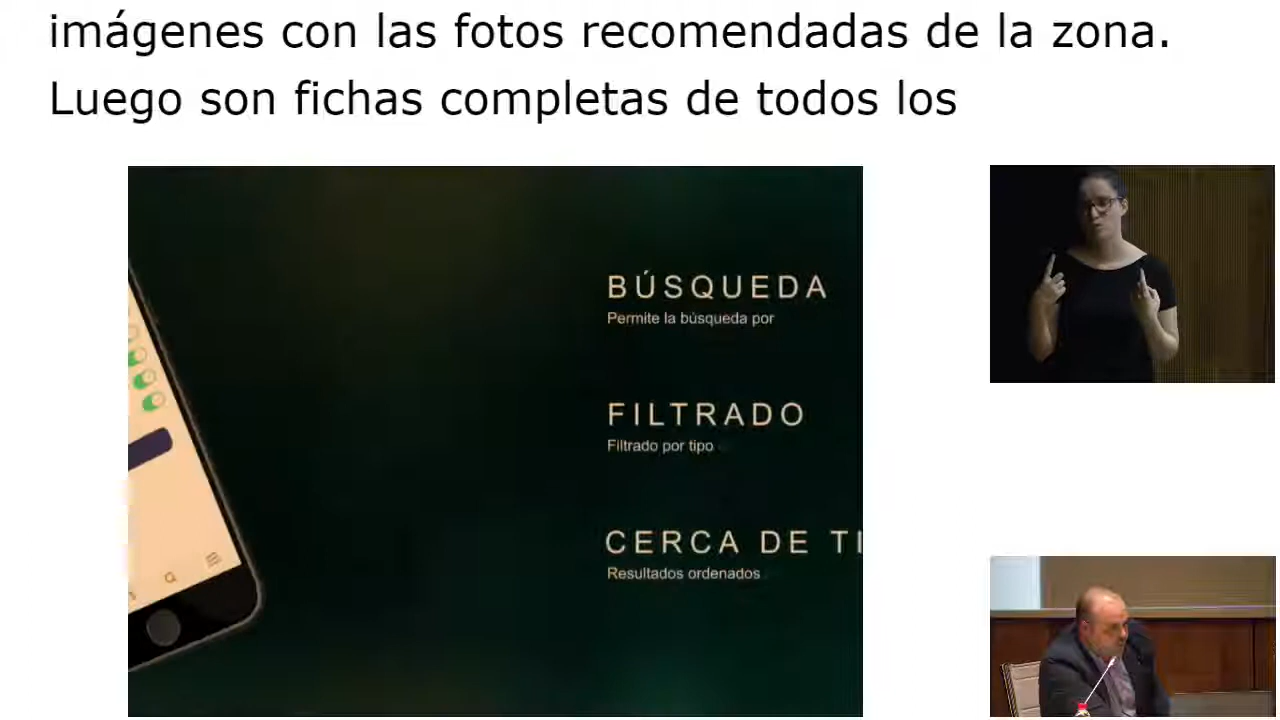 imágenes con las fotos recomendadas de la zona.
Luego son fichas completas de todos los
BÚSQUEDA
Permite la búsqueda por
FILTRADO
Filtrado por tipo
CERCA DE TI
Resultados ordenados